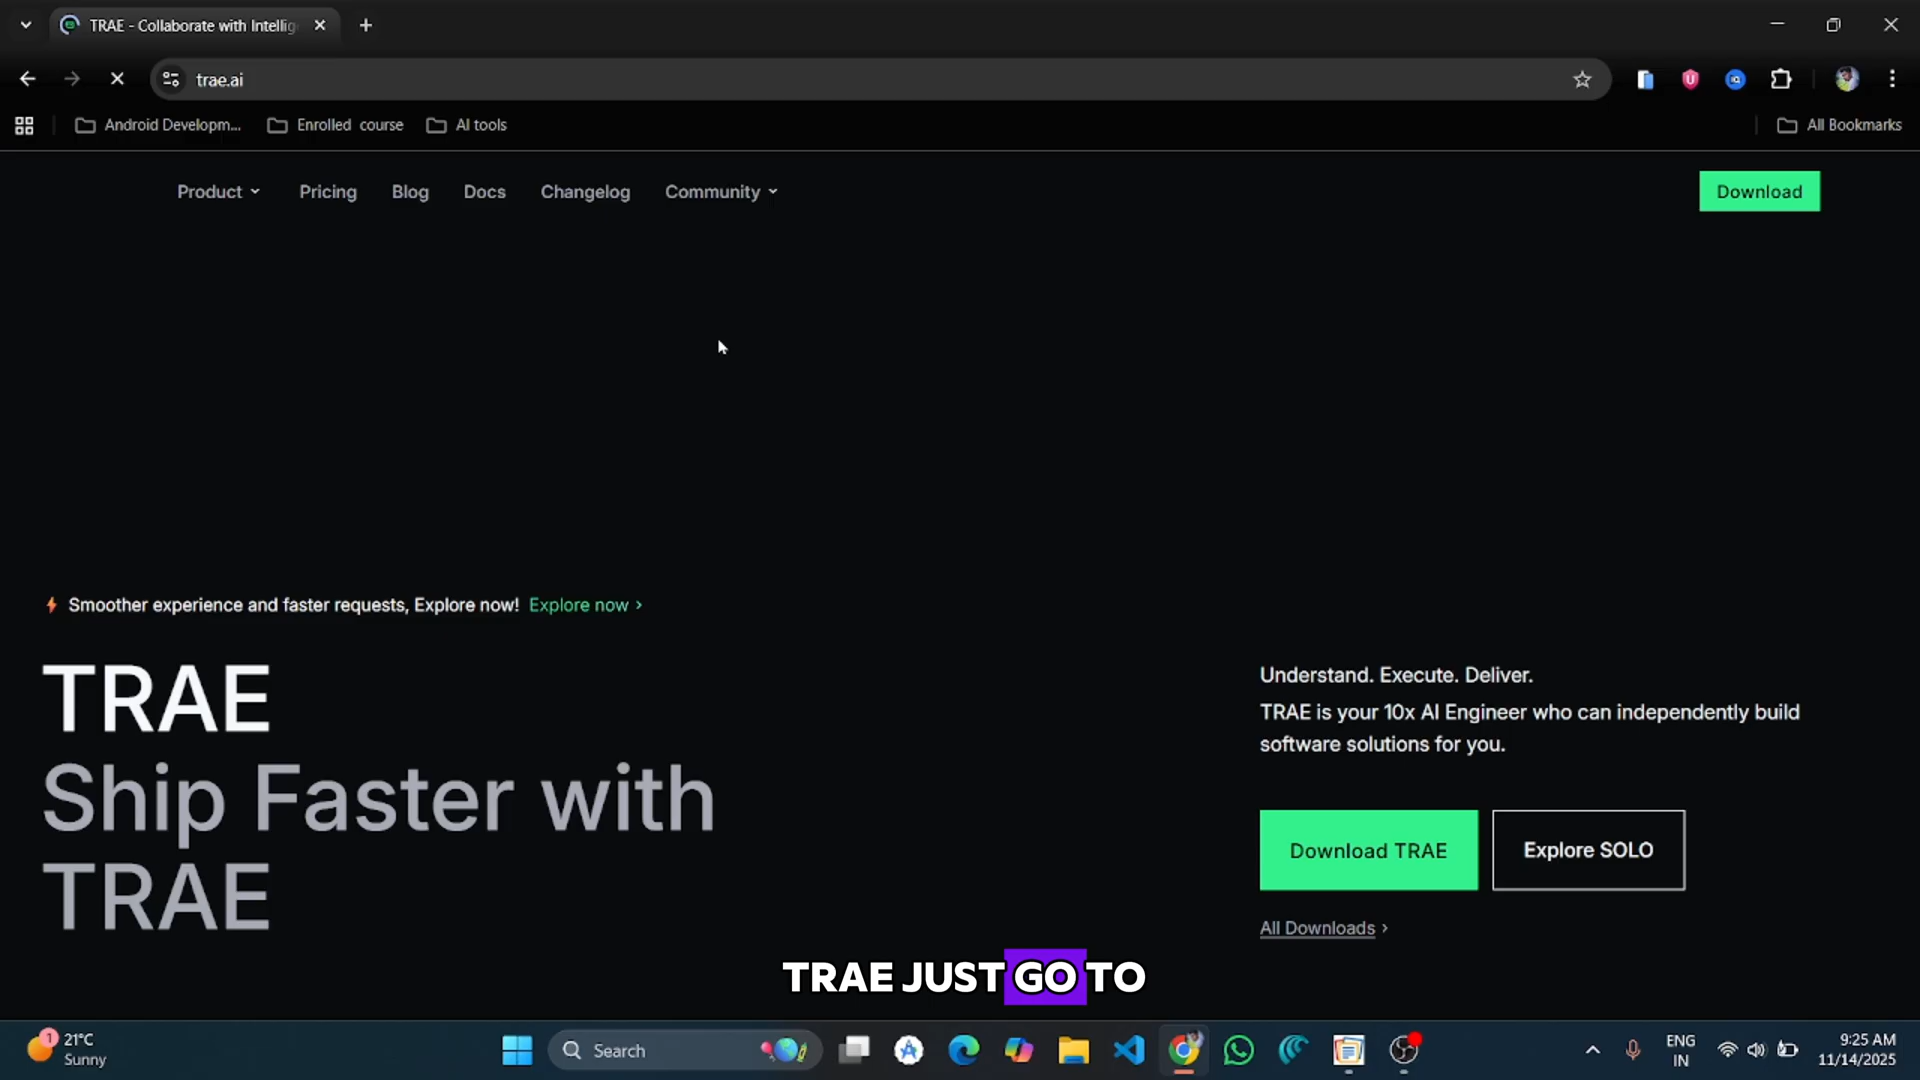 TRAE - Collaborate with Intellig
trae.ai
Android Developm...
Enrolled course
AI tools
All Bookmarks
Product
Pricing
Blog
Docs
Changelog
Community
Download
Smoother experience and faster requests, Explore now! Explore now >
TRAE
Ship Faster with
TRAE
Understand. Execute. Deliver.
TRAE is your 10x AI Engineer who can independently build
software solutions for you.
Download TRAE
Explore SOLO
All Downloads >
TRAE JUST GO TO
1
21°C
Sunny
Search
ENG
IN
9:25 AM
11/14/2025